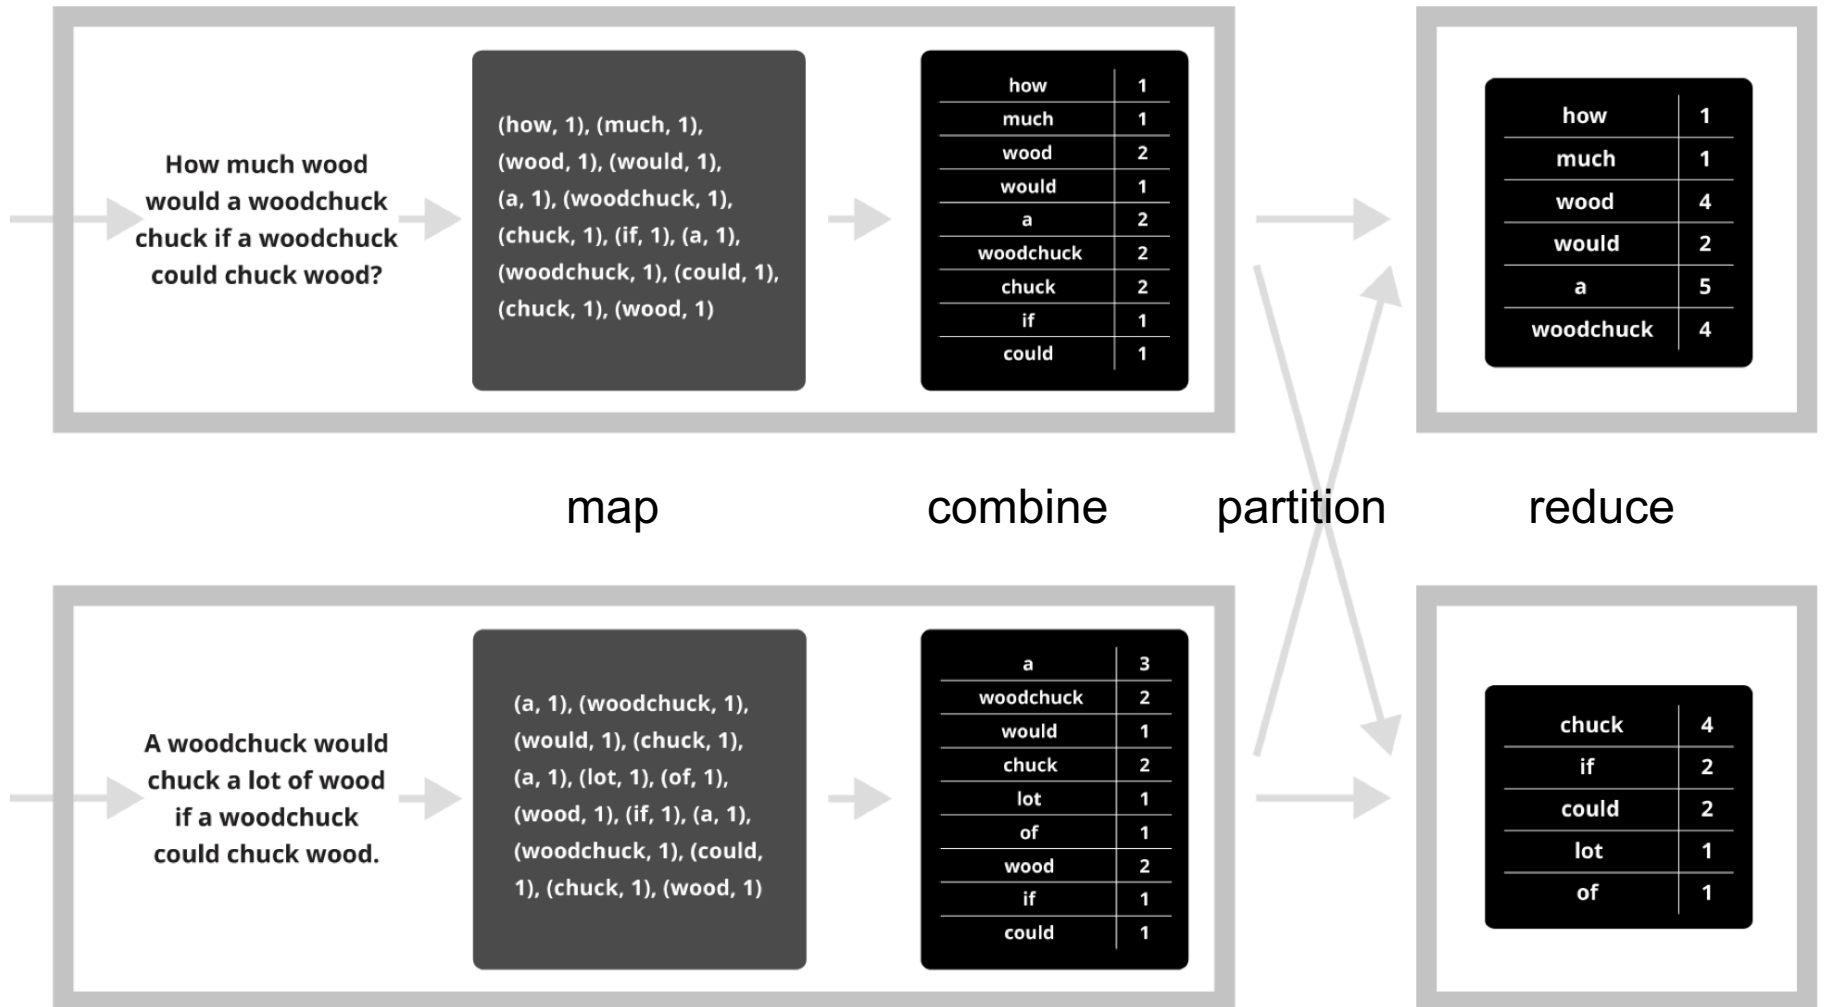 How much wood
would a woodchuck
chuck if a woodchuck
could chuck wood?
(how, 1), (much, 1),
(wood, 1), (would, 1),
(a, 1), (woodchuck, 1),
(chuck, 1), (if, 1), (a, 1),
(woodchuck, 1), (could, 1),
(chuck, 1), (wood, 1)
how 1
much 1
wood 2
would 1
a 2
woodchuck 2
chuck 2
if 1
could 1
how 1
much 1
wood 4
would 2
a 5
woodchuck 4
map combine partition reduce
A woodchuck would
chuck a lot of wood
if a woodchuck
could chuck wood.
(a, 1), (woodchuck, 1),
(would, 1), (chuck, 1),
(a, 1), (lot, 1), (of, 1),
(wood, 1), (if, 1), (a, 1),
(woodchuck, 1), (could,
1), (chuck, 1), (wood, 1)
a 3
woodchuck 2
would 1
chuck 2
lot 1
of 1
wood 2
if 1
could 1
chuck 4
if 2
could 2
lot 1
of 1